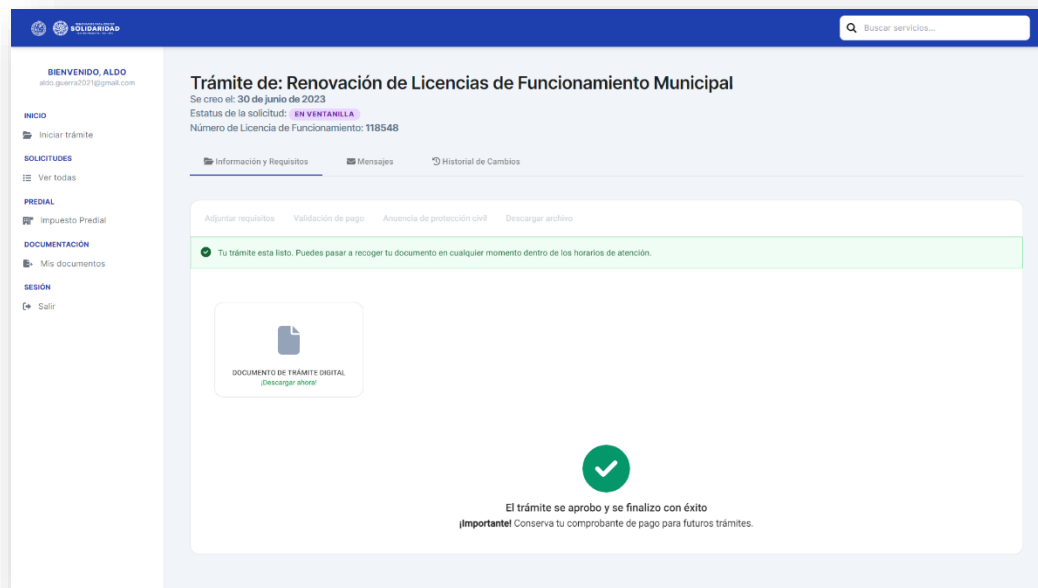 SOLIDARIDAD
Buscar servicios...
BIENVENIDO, ALDO
aldo.guerra2021@gmail.com
INICIO
Iniciar trámite
SOLICITUDES
Ver todas
PREDIAL
Impuesto Predial
DOCUMENTACIÓN
Mis documentos
SESIÓN
Salir
Trámite de: Renovación de Licencias de Funcionamiento Municipal
Se creo el: 30 de junio de 2023
Estatus de la solicitud: EN VENTANILLA
Número de Licencia de Funcionamiento: 118548
Información y Requisitos Mensajes Historial de Cambios
Adjuntar requisitos Validación de pago Anuencia de protección civil Descargar archivo
Tu trámite esta listo. Puedes pasar a recoger tu documento en cualquier momento dentro de los horarios de atención.
DOCUMENTO DE TRÁMITE DIGITAL
¡Descargar ahora!
El trámite se aprobo y se finalizo con éxito
¡Importante! Conserva tu comprobante de pago para futuros trámites.